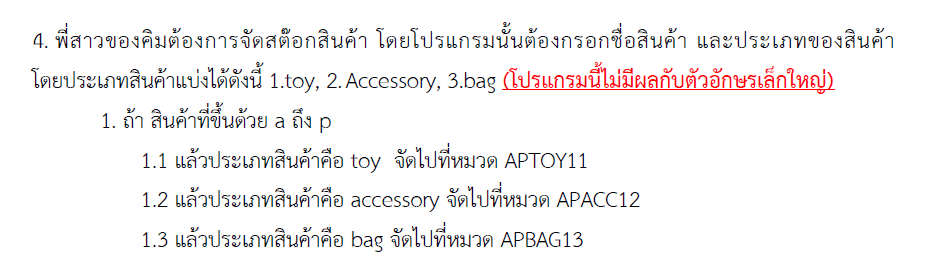 4. พี่สาวของคิมต้องการจัดสต๊อกสินค้า โดยโปรแกรมนั้นต้องกรอกชื่อสินค้า และประเภทของสินค้า
โดยประเภทสินค้าแบ่งได้ดังนี้ 1.toy, 2. Accessory, 3.bag (โปรแกรมนี้ไม่มีผลกับตัวอักษรเล็กใหญ่)
1. ถ้า สินค้าที่ขึ้นด้วย a ถึง p
1.1 แล้วประเภทสินค้าคือ toy จัดไปที่หมวด APTOY11
1.2 แล้วประเภทสินค้าคือ accessory จัดไปที่หมวด APACC12
1.3 แล้วประเภทสินค้าคือ bag จัดไปที่หมวด APBAG13